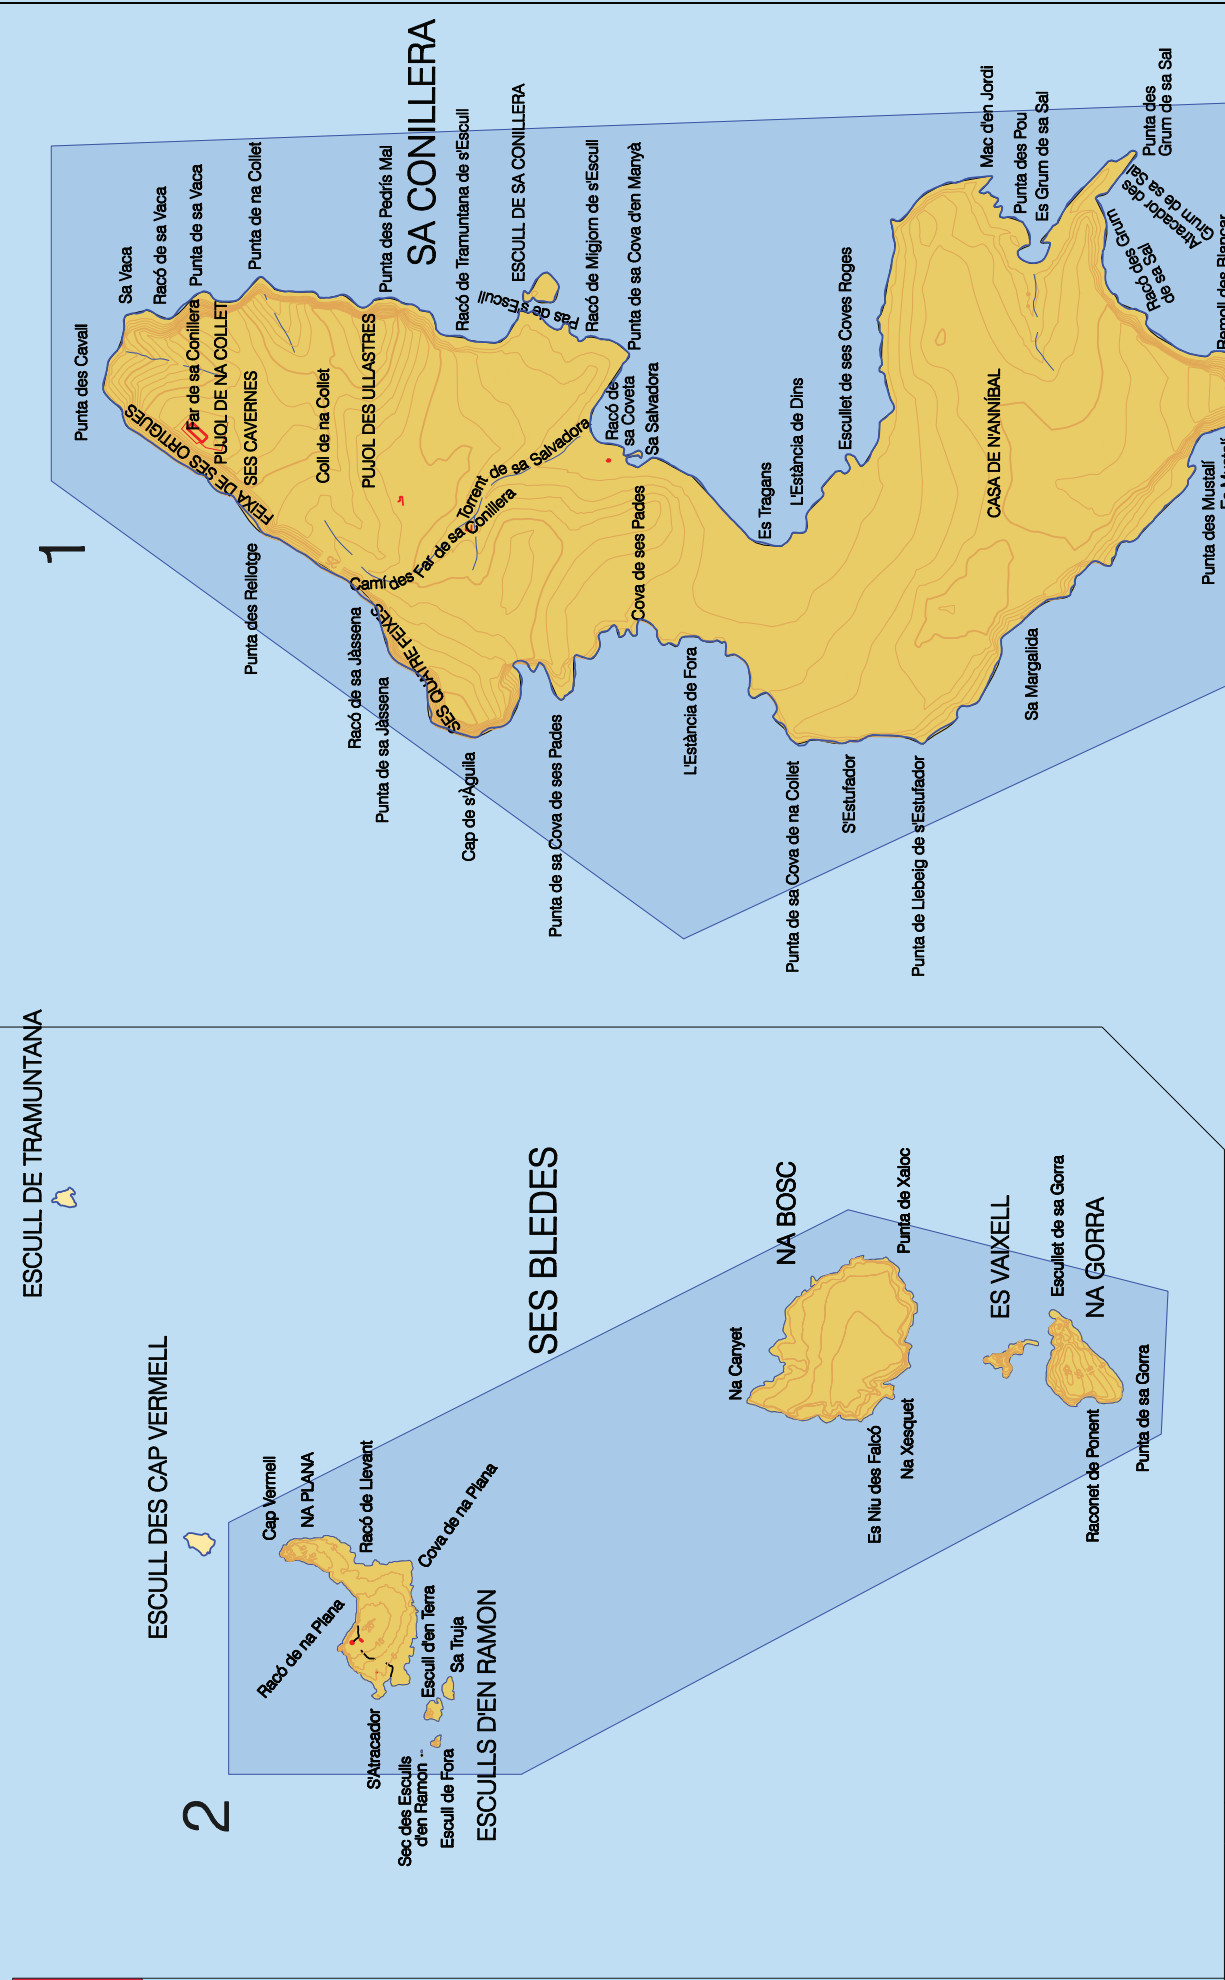 1
SA CONILLERA
Punta des Cavall
Sa Vaca
Racó de sa Vaca
Punta de sa Vaca
Far de sa Conillera
PUJOL DE NA COLLET
FEIXA DE SES ORTIGUES
SES CAVERNES
Punta de na Collet
Punta des Rellotge
Coll de na Collet
PUJOL DES ULLASTRES
Punta des Pedrís Mal
Racó de sa Jàssena
Punta de sa Jàssena
Camí des Far de sa Conillera
Torrent de sa Salvadora
SES QUATRE FEIXES
Racó de Tramuntana de s'Escull
Pas de s'Escull
ESCULL DE SA CONILLERA
Racó de Migjorn de s'Escull
Punta de sa Cova d'en Manyà
Racó de
sa Coveta
Sa Salvadora
Cap de s'Àguila
Punta de sa Cova de ses Pades
Cova de ses Pades
L'Estància de Fora
Es Tragans
L'Estància de Dins
Escullet de ses Coves Roges
Punta de sa Cova de na Collet
S'Estufador
Punta de Llebeig de s'Estufador
CASA DE N'ANNÍBAL
Sa Margalida
Mac d'en Jordi
Punta des Pou
Es Grum de sa Sal
Punta des
Grum de sa Sal
Atracador des
Grum de sa Sal
Racó des Grum
de sa Sal
Punta des Mustalí
ESCULL DE TRAMUNTANA
ESCULL DES CAP VERMELL
2
SES BLEDES
Cap Vermell
NA PLANA
Racó de Llevant
Racó de na Plana
Cova de na Plana
S'Atracador
Sec des Esculls
d'en Ramon
Escull d'en Terra
Sa Truja
Escull de Fora
ESCULLS D'EN RAMON
Na Canyet
NA BOSC
Punta de Xaloc
Es Niu des Falcó
Na Xesquet
ES VAIXELL
Escullet de sa Gorra
NA GORRA
Raconet de Ponent
Punta de sa Gorra